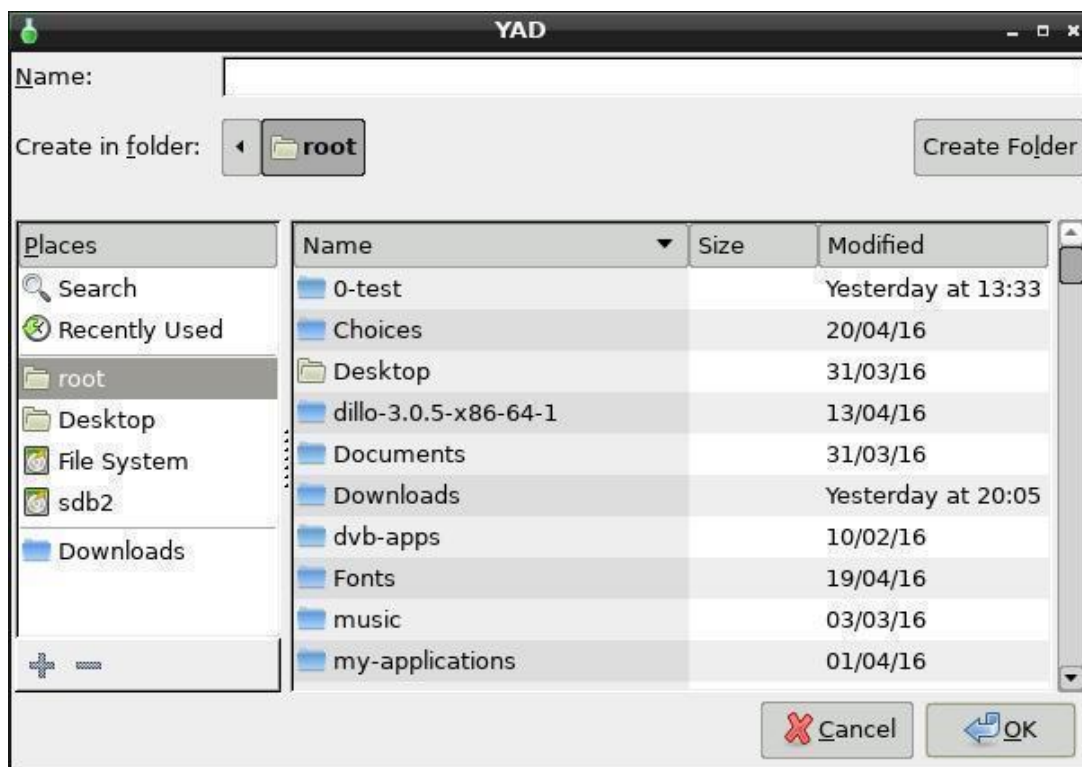 YAD
Name:
Create in folder: root Create Folder
Places
Search
Recently Used
root
Desktop
File System
sdb2
Downloads
Name Size Modified
0-test Yesterday at 13:33
Choices 20/04/16
Desktop 31/03/16
dillo-3.0.5-x86-64-1 13/04/16
Documents 31/03/16
Downloads Yesterday at 20:05
dvb-apps 10/02/16
Fonts 19/04/16
music 03/03/16
my-applications 01/04/16
Cancel OK